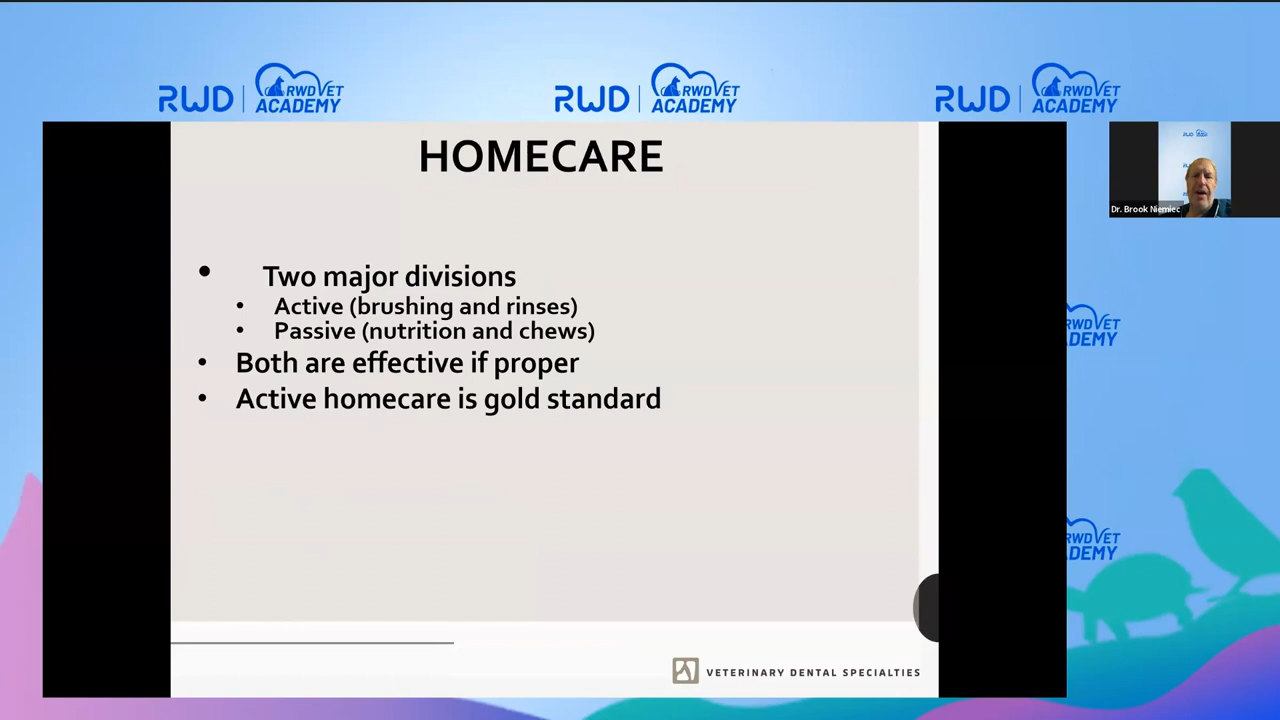 RWD RWD VET ACADEMY
RWD RWD VET ACADEMY
RWD RWD VET ACADEMY
HOMECARE
Dr. Brook Niemiec
• Two major divisions
• Active (brushing and rinses)
• Passive (nutrition and chews)
• Both are effective if proper
• Active homecare is gold standard
VETERINARY DENTAL SPECIALTIES